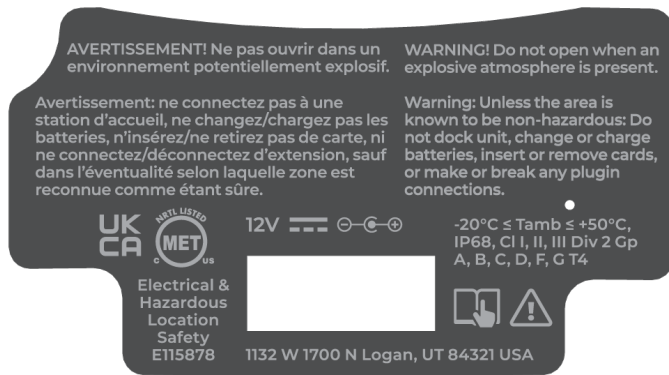 AVERTISSEMENT! Ne pas ouvrir dans un
environnement potentiellement explosif.
WARNING! Do not open when an
explosive atmosphere is present.
Avertissement: ne connectez pas à une
station d'accueil, ne changez/chargez pas les
batteries, n'insérez/ne retirez pas de carte, ni
ne connectez/déconnectez d'extension, sauf
dans l'éventualité selon laquelle zone est
reconnue comme étant sûre.
Warning: Unless the area is
known to be non-hazardous: Do
not dock unit, change or charge
batteries, insert or remove cards,
or make or break any plugin
connections.
UK
CA
NRTL LISTED
MET
C US
Electrical &
Hazardous
Location
Safety
E115878
12V
1132 W 1700 N Logan, UT 84321 USA
-20°C ≤ Tamb ≤ +50°C,
IP68, Cl I, II, III Div 2 Gp
A, B, C, D, F, G T4